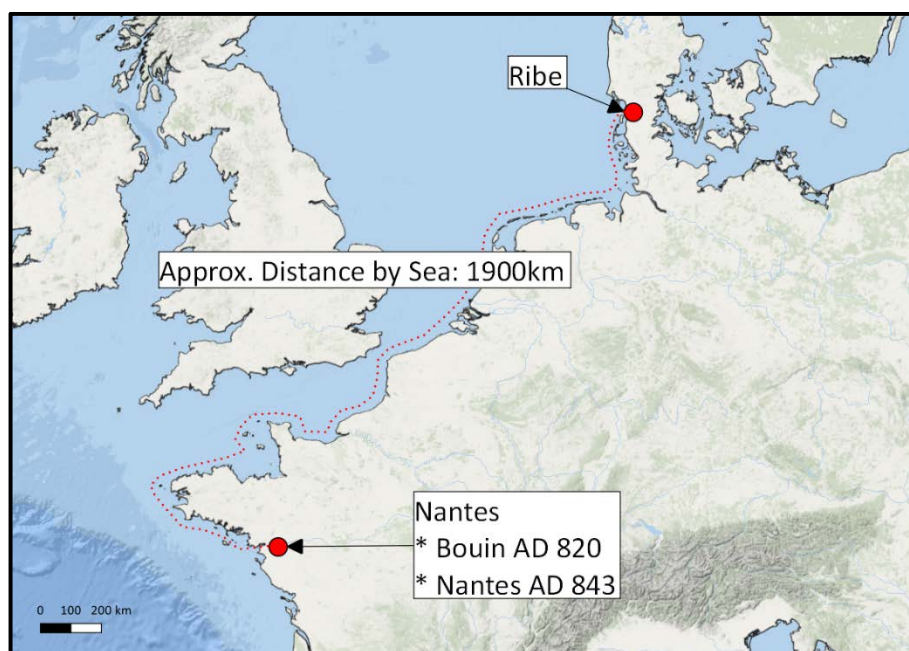 Ribe
Approx. Distance by Sea: 1900km
Nantes
* Bouin AD 820
* Nantes AD 843
0 100 200 km